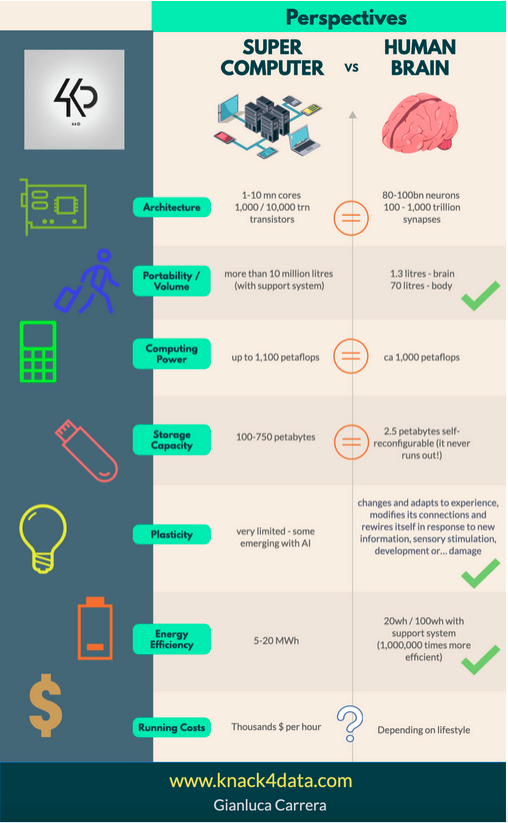 Perspectives
SUPER
COMPUTER
vs
HUMAN
BRAIN
Architecture
1-10 mn cores
1,000 / 10,000 trn
transistors
80-100bn neurons
100 - 1,000 trillion
synapses
Portability /
Volume
more than 10 million litres
(with support system)
1.3 litres - brain
70 litres - body
Computing
Power
up to 1,100 petaflops
ca 1,000 petaflops
Storage
Capacity
100-750 petabytes
2.5 petabytes self-
reconfigurable (it never
runs out!)
Plasticity
very limited - some
emerging with AI
changes and adapts to experience,
modifies its connections and
rewires itself in response to new
information, sensory stimulation,
development or... damage
Energy
Efficiency
5-20 MWh
20wh / 100wh with
support system
(1,000,000 times more
efficient)
Running Costs
Thousands $ per hour
Depending on lifestyle
www.knack4data.com
Gianluca Carrera